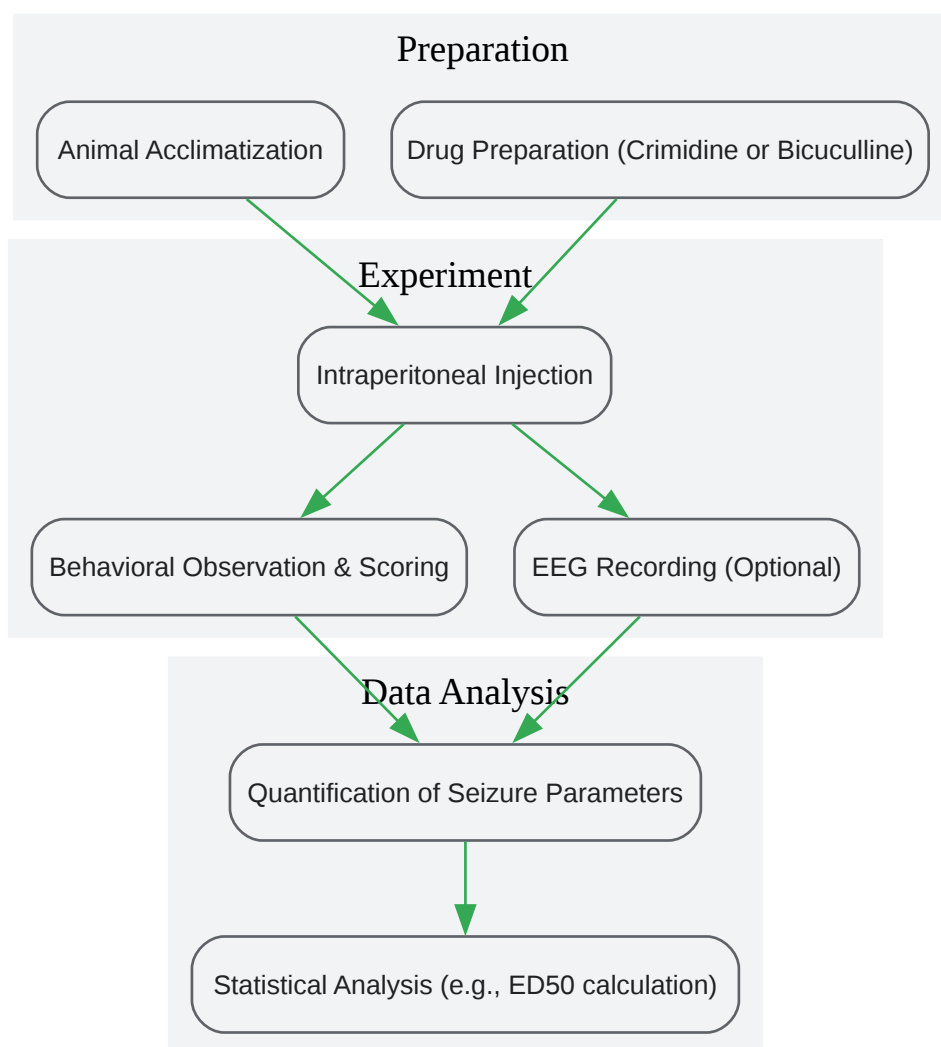 Preparation
Animal Acclimatization
Drug Preparation (Crimidine or Bicuculline)
Experiment
Intraperitoneal Injection
Behavioral Observation & Scoring
EEG Recording (Optional)
Data Analysis
Quantification of Seizure Parameters
Statistical Analysis (e.g., ED50 calculation)